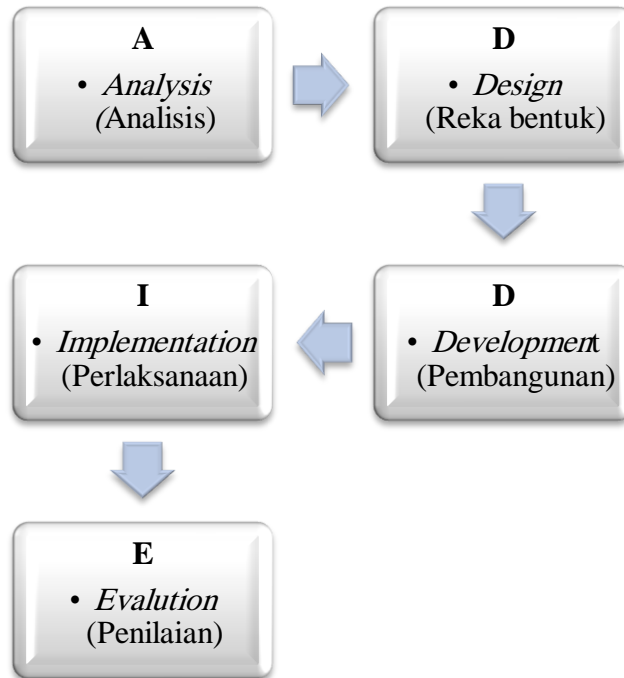 A
• Analysis
(Analisis)
D
• Design
(Reka bentuk)
I
• Implementation
(Perlaksanaan)
D
• Development
(Pembangunan)
E
• Evalution
(Penilaian)